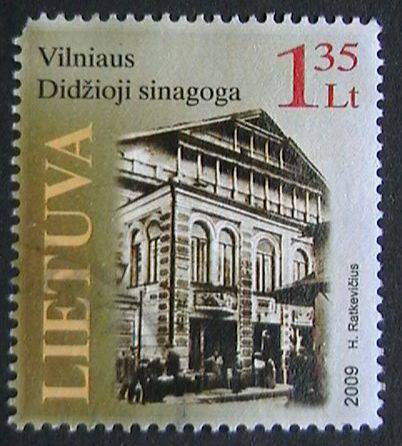 Vilniaus
Didžioji sinagoga
1 35 Lt
LIETUVA
2009 H. Ratkevičius